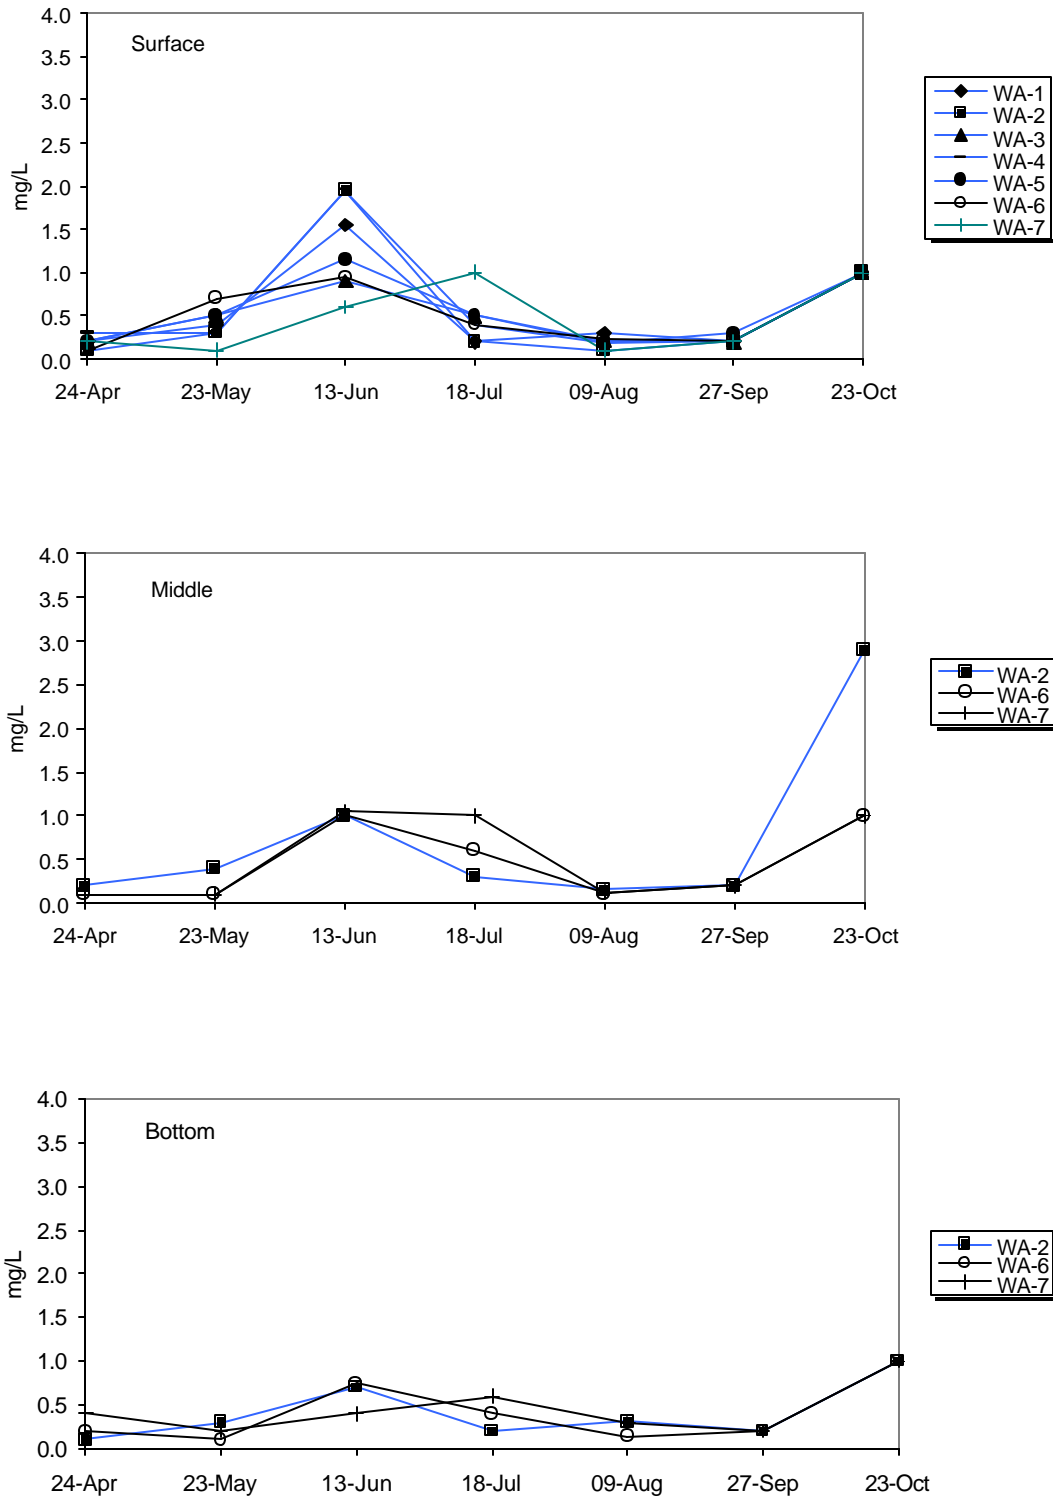 4.0
Surface
3.5
3.0
2.5
2.0
1.5
1.0
0.5
0.0
mg/L
24-Apr 23-May 13-Jun 18-Jul 09-Aug 27-Sep 23-Oct
WA-1
WA-2
WA-3
WA-4
WA-5
WA-6
WA-7
4.0
Middle
3.5
3.0
2.5
2.0
1.5
1.0
0.5
0.0
mg/L
24-Apr 23-May 13-Jun 18-Jul 09-Aug 27-Sep 23-Oct
WA-2
WA-6
WA-7
4.0
Bottom
3.5
3.0
2.5
2.0
1.5
1.0
0.5
0.0
mg/L
24-Apr 23-May 13-Jun 18-Jul 09-Aug 27-Sep 23-Oct
WA-2
WA-6
WA-7